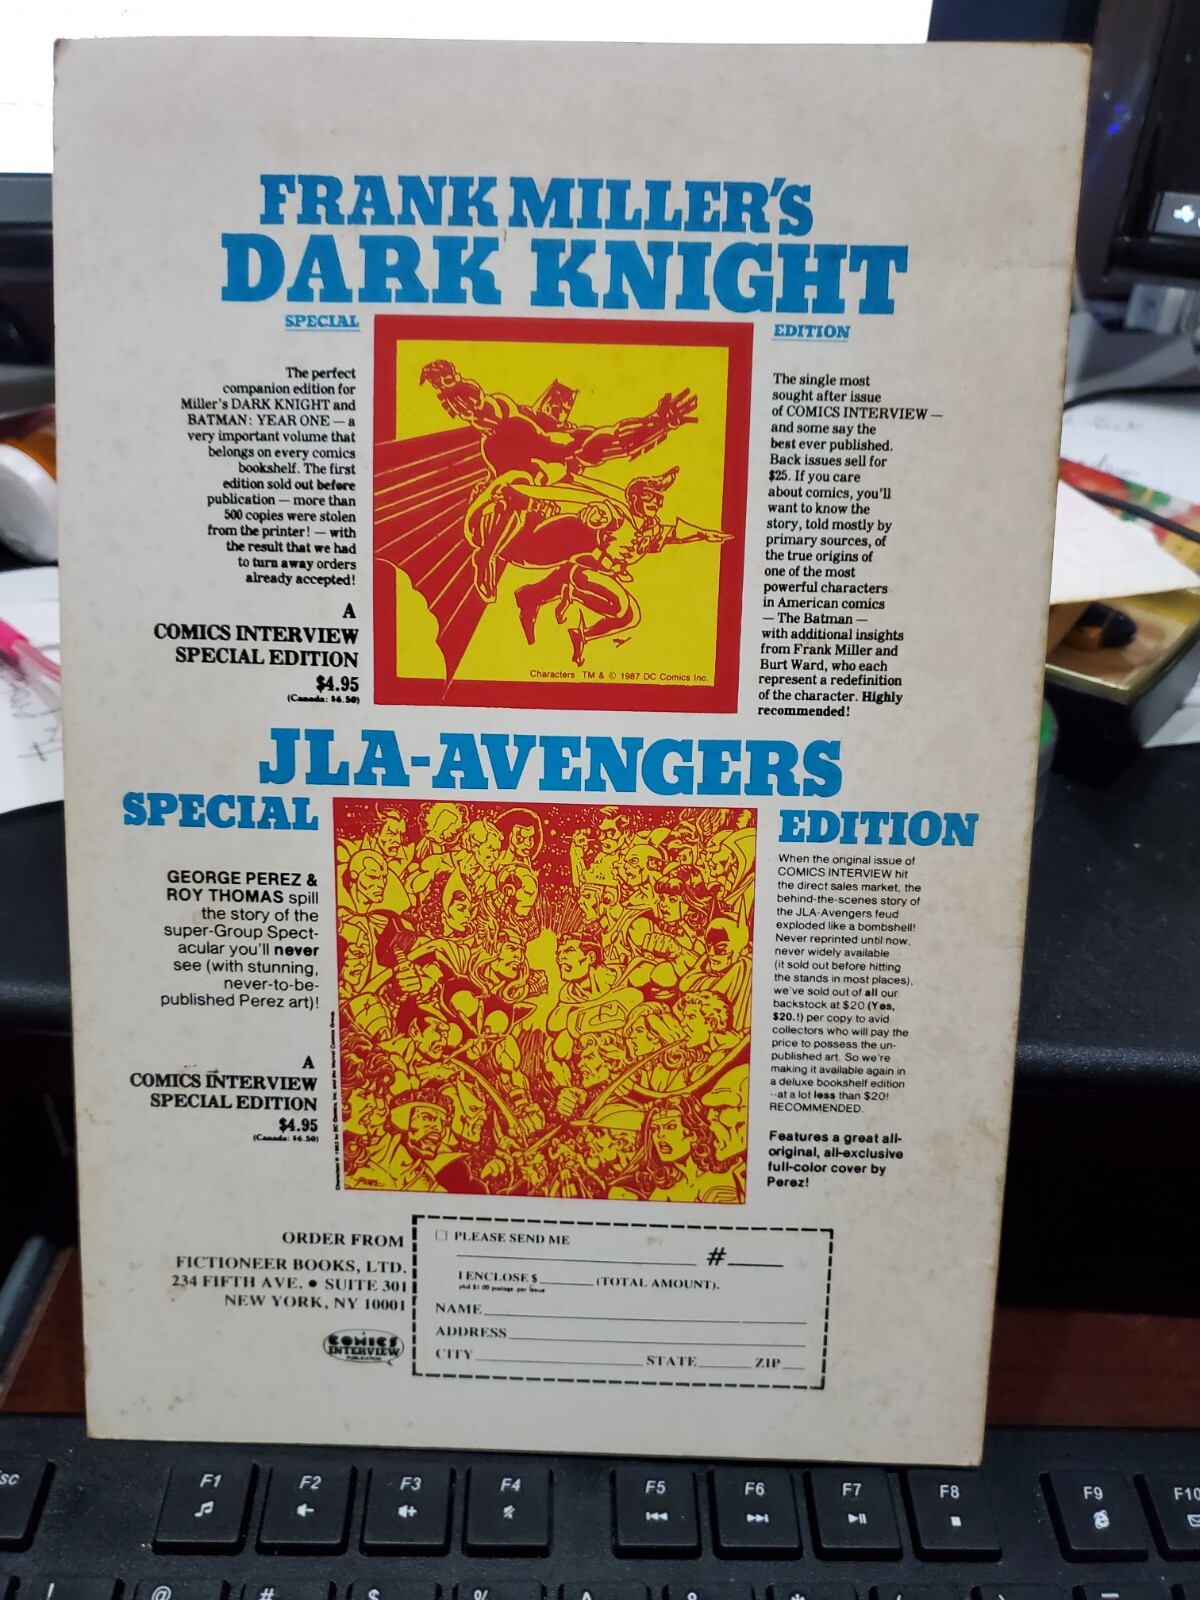 FRANK MILLER'S
DARK KNIGHT
SPECIAL
EDITION
The perfect
companion edition for
Miller's DARK KNIGHT and
BATMAN: YEAR ONE — a
very important volume that
belongs on every comics
bookshelf. The first
edition sold out before
publication — more than
500 copies were stolen
from the printer! — with
the result that we had
to turn away orders
already accepted!
A
COMICS INTERVIEW
SPECIAL EDITION
$4.95
(Canada: $6.50)
Characters TM & © 1987 DC Comics Inc.
The single most
sought after issue
of COMICS INTERVIEW —
and some say the
best ever published.
Back issues sell for
$25. If you care
about comics, you'll
want to know the
story, told mostly by
primary sources, of
the true origins of
one of the most
powerful characters
in American comics
— The Batman —
with additional insights
from Frank Miller and
Burt Ward, who each
represent a redefinition
of the character. Highly
recommended!
JLA-AVENGERS
SPECIAL
EDITION
GEORGE PEREZ &
ROY THOMAS spill
the story of the
super-Group Spect-
acular you'll never
see (with stunning,
never-to-be-
published Perez art)!
A
COMICS INTERVIEW
SPECIAL EDITION
$4.95
(Canada: $6.50)
When the original issue of
COMICS INTERVIEW hit
the direct sales market, the
behind-the-scenes story of
the JLA-Avengers feud
exploded like a bombshell!
Never reprinted until now,
never widely available
(it sold out before hitting
the stands in most places),
we've sold out of all our
backstock at $20 (Yes,
$20.!) per copy to avid
collectors who will pay the
price to possess the un-
published art. So we're
making it available again in
a deluxe bookshelf edition
--at a lot less than $20!
RECOMMENDED.
Features a great all-
original, all-exclusive
full-color cover by
Perez!
ORDER FROM
FICTIONEER BOOKS, LTD.
234 FIFTH AVE. • SUITE 301
NEW YORK, NY 10001
COMICS
INTERVIEW
PUBLICATION
☐ PLEASE SEND ME
#
I ENCLOSE $ (TOTAL AMOUNT).
plus $1.00 postage per issue
NAME
ADDRESS
CITY STATE ZIP
F1 F2 F3 F4 F5 F6 F7 F8 F9 F10
! @ # $ % &